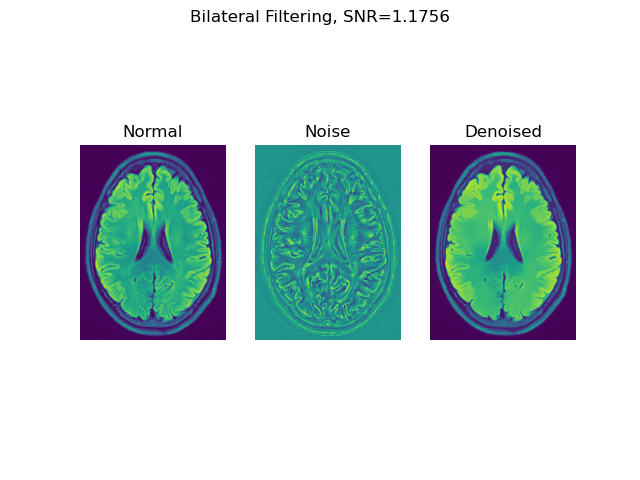 Bilateral Filtering, SNR=1.1756
Normal
Noise
Denoised